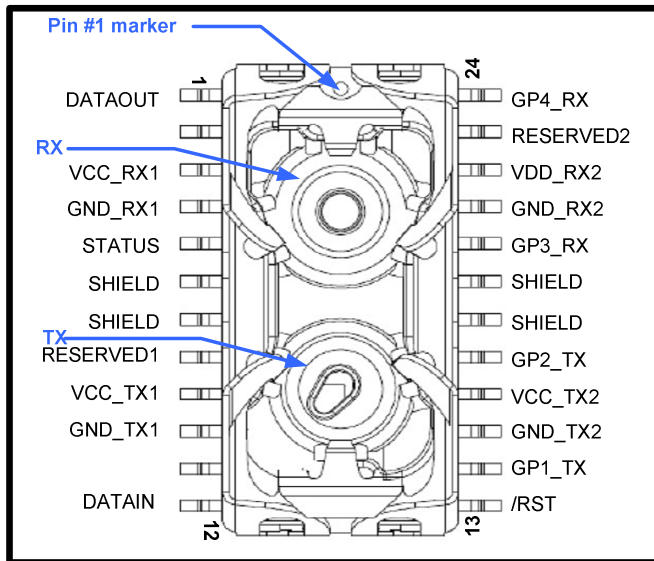 Pin #1 marker
1
24
DATAOUT
GP4_RX
RESERVED2
RX
VCC_RX1
VDD_RX2
GND_RX1
GND_RX2
STATUS
GP3_RX
SHIELD
SHIELD
SHIELD
SHIELD
TX
RESERVED1
GP2_TX
VCC_TX1
VCC_TX2
GND_TX1
GND_TX2
GP1_TX
DATAIN
/RST
12
13